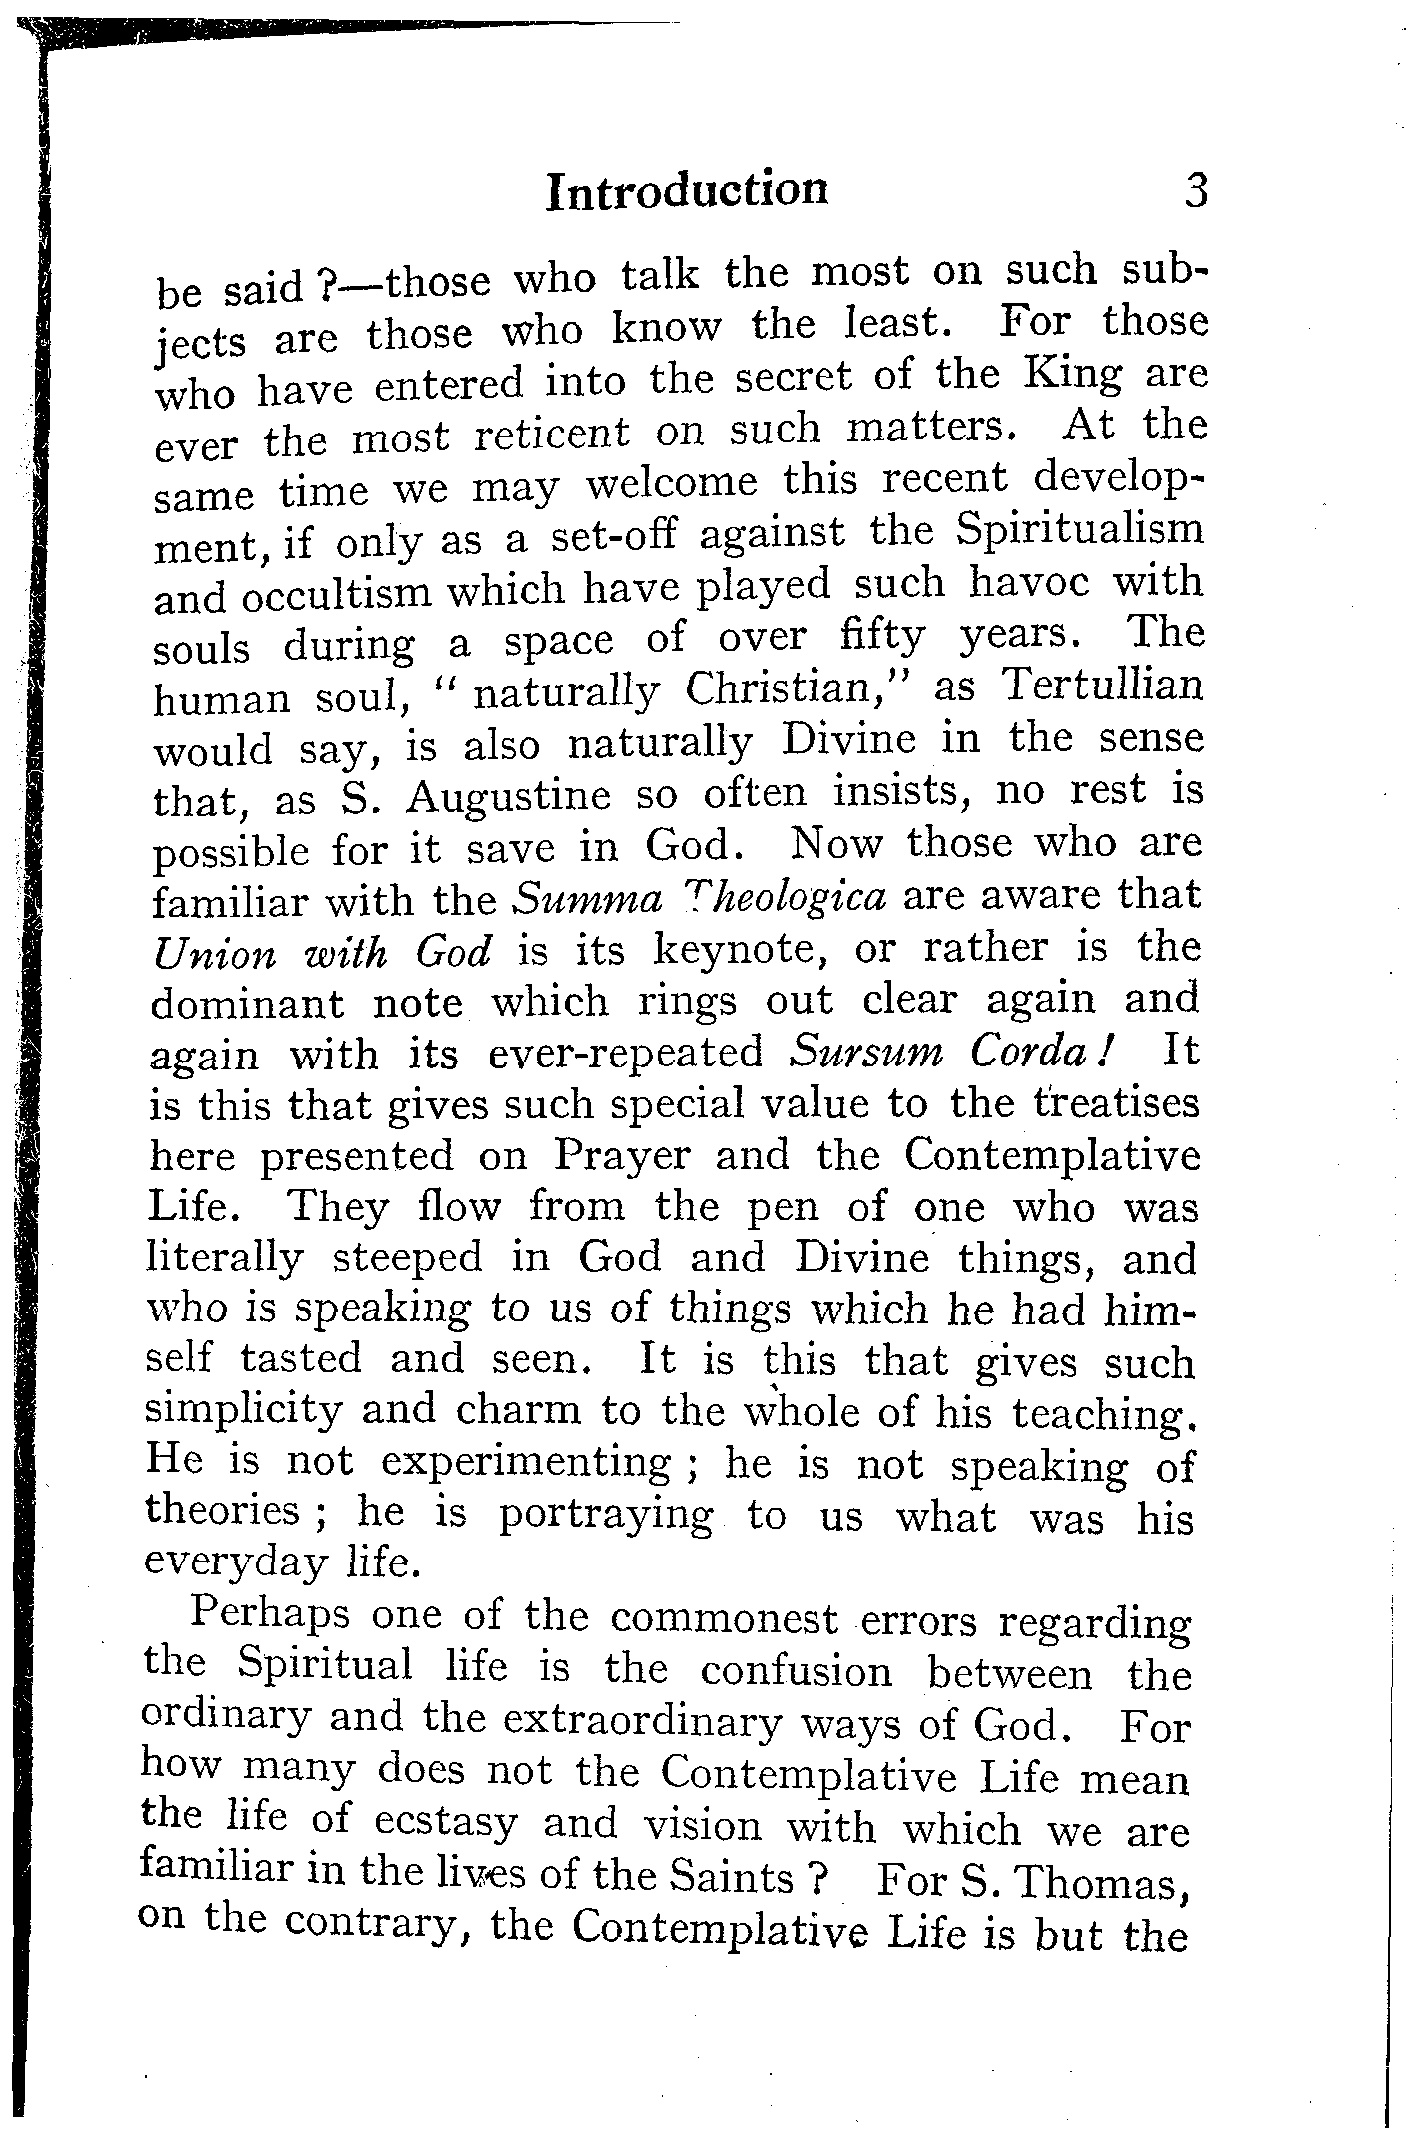 Introduction 3
be said ?—those who talk the most on such sub-
jects are those who know the least. For those
who have entered into the secret of the King are
ever the most reticent on such matters. At the
same time we may welcome this recent develop-
ment, if only as a set-off against the Spiritualism
and occultism which have played such havoc with
souls during a space of over fifty years. The
human soul, " naturally Christian," as Tertullian
would say, is also naturally Divine in the sense
that, as S. Augustine so often insists, no rest is
possible for it save in God. Now those who are
familiar with the Summa Theologica are aware that
Union with God is its keynote, or rather is the
dominant note which rings out clear again and
again with its ever-repeated Sursum Corda ! It
is this that gives such special value to the treatises
here presented on Prayer and the Contemplative
Life. They flow from the pen of one who was
literally steeped in God and Divine things, and
who is speaking to us of things which he had him-
self tasted and seen. It is this that gives such
simplicity and charm to the whole of his teaching.
He is not experimenting ; he is not speaking of
theories ; he is portraying to us what was his
everyday life.
Perhaps one of the commonest errors regarding
the Spiritual life is the confusion between the
ordinary and the extraordinary ways of God. For
how many does not the Contemplative Life mean
the life of ecstasy and vision with which we are
familiar in the lives of the Saints ? For S. Thomas,
on the contrary, the Contemplative Life is but the